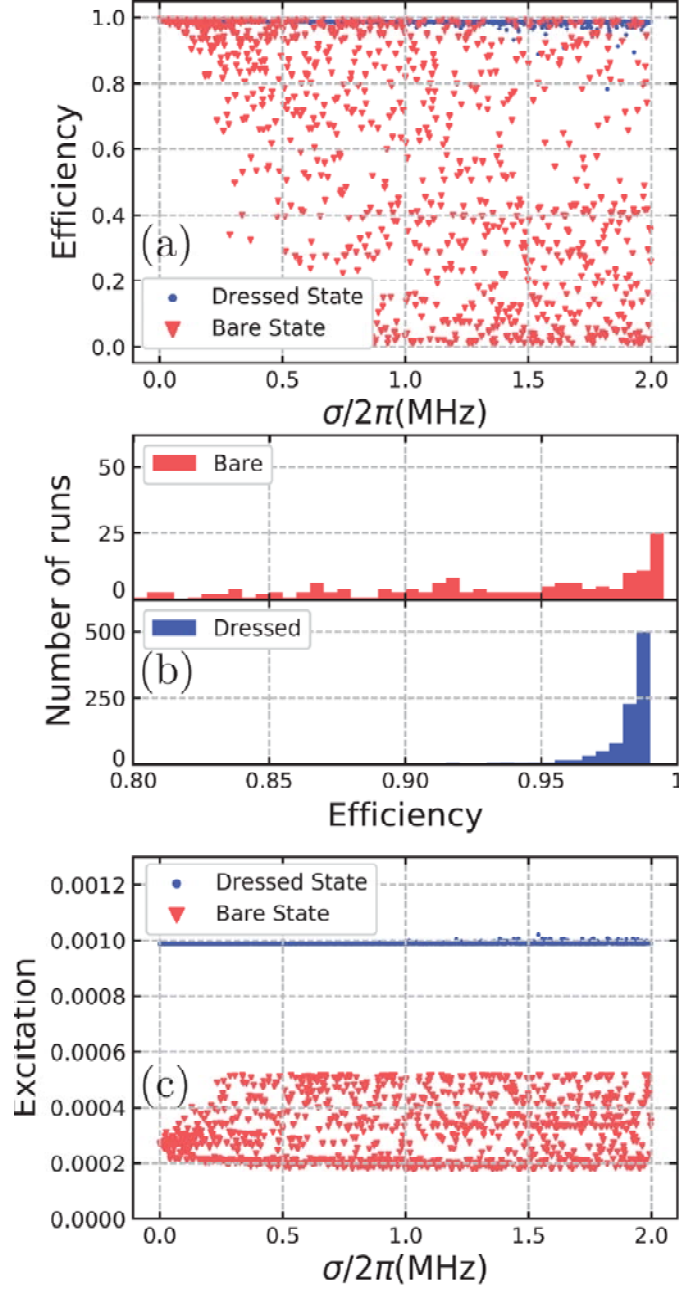 1.0
0.8
0.6
0.4
0.2
0.0
Efficiency
(a)
Dressed State
Bare State
0.0 0.5 1.0 1.5 2.0
σ/2π(MHz)
50
25
0
Bare
Number of runs
500
250
0
Dressed
(b)
0.80 0.85 0.90 0.95 1
Efficiency
0.0012
0.0010
0.0008
0.0006
0.0004
0.0002
0.0000
Excitation
Dressed State
Bare State
(c)
0.0 0.5 1.0 1.5 2.0
σ/2π(MHz)